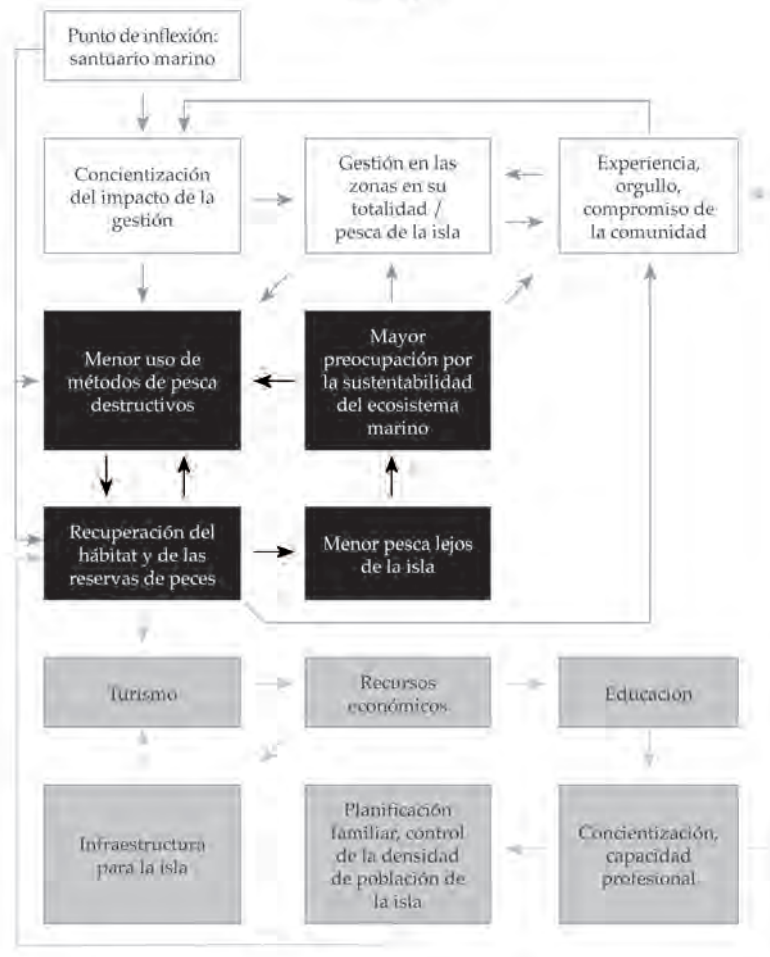 Punto de inflexión:
santuario marino
Concientización
del impacto de la
gestión
Gestión en las
zonas en su
totalidad /
pesca de la isla
Experiencia,
orgullo,
compromiso de
la comunidad
Menor uso de
métodos de pesca
destructivos
Mayor
preocupación por
la sustentabilidad
del ecosistema
marino
Recuperación del
hábitat y de las
reservas de peces
Menor pesca lejos
de la isla
Turismo
Recursos
económicos
Educación
Infraestructura
para la isla
Planificación
familiar, control
de la densidad
de población de
la isla
Concientización,
capacidad
profesional